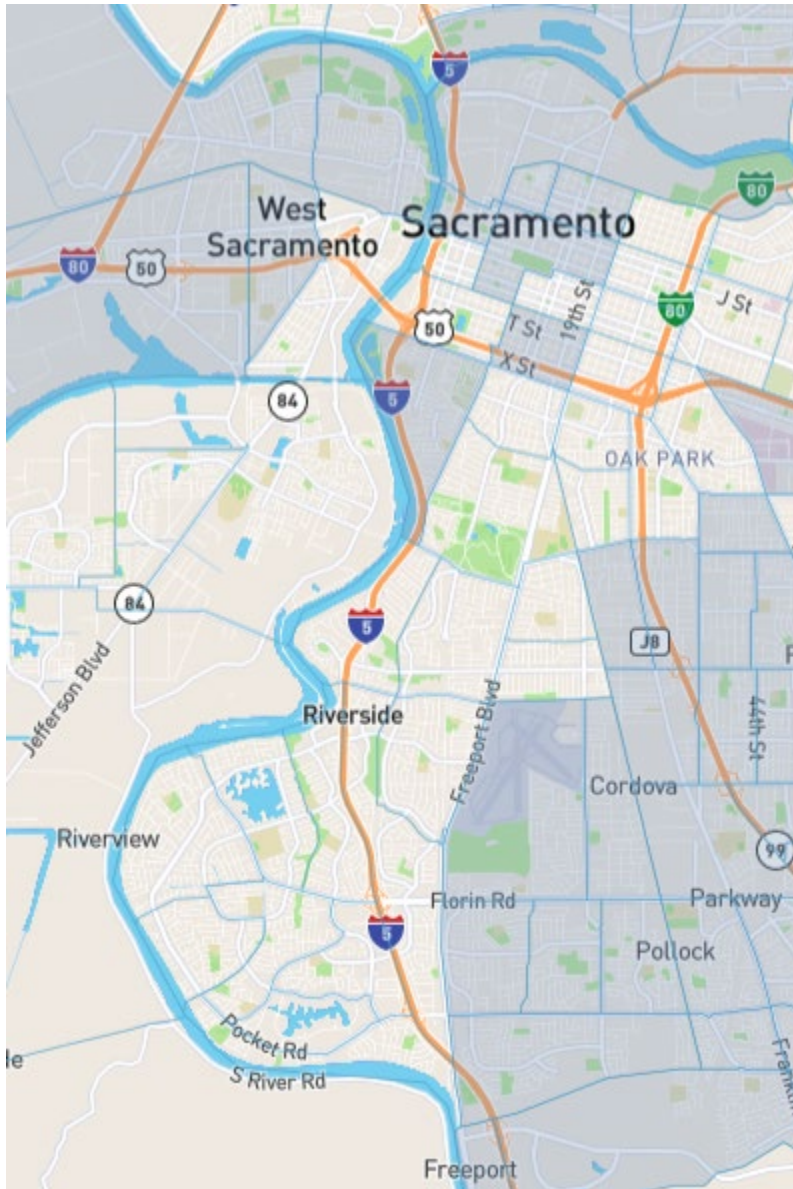 5
West
Sacramento
Sacramento
80
80
50
J St
80
19th St
T St
50
X St
5
84
OAK PARK
84
5
J8
Jefferson Blvd
Riverside
Freeport Blvd
44th St
Cordova
Riverview
99
Florin Rd
Parkway
5
Pollock
Pocket Rd
S River Rd
Freeport